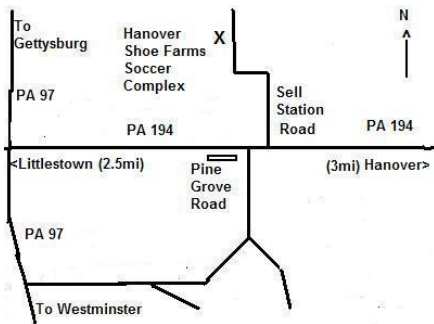 To
Gettysburg
Hanover
Shoe Farms
Soccer
Complex
X
N
^
PA 97
Sell
Station
Road
PA 194
PA 194
<Littlestown (2.5mi)
Pine
Grove
Road
(3mi) Hanover>
PA 97
To Westminster